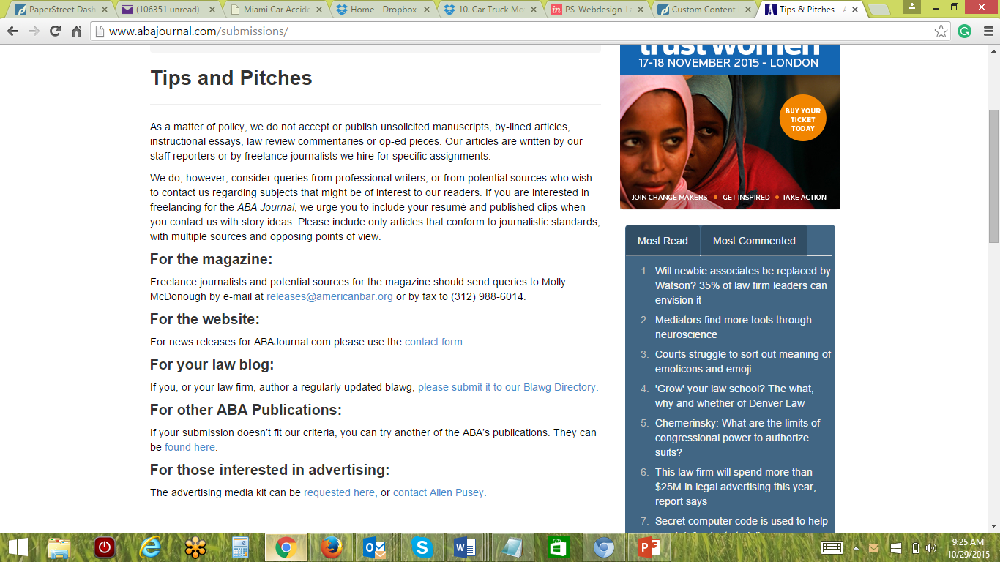 PaperStreet Dash
(106351 unread)
Miami Car Accide
Home - Dropbox
10. Car Truck Mo
PS-Webdesign-La
Custom Content
Tips & Pitches - A
www.abajournal.com/submissions/
Tips and Pitches
As a matter of policy, we do not accept or publish unsolicited manuscripts, by-lined articles,
instructional essays, law review commentaries or op-ed pieces. Our articles are written by our
staff reporters or by freelance journalists we hire for specific assignments.
We do, however, consider queries from professional writers, or from potential sources who wish
to contact us regarding subjects that might be of interest to our readers. If you are interested in
freelancing for the ABA Journal, we urge you to include your resumé and published clips when
you contact us with story ideas. Please include only articles that conform to journalistic standards,
with multiple sources and opposing points of view.
For the magazine:
Freelance journalists and potential sources for the magazine should send queries to Molly
McDonough by e-mail at releases@americanbar.org or by fax to (312) 988-6014.
For the website:
For news releases for ABAJournal.com please use the contact form.
For your law blog:
If you, or your law firm, author a regularly updated blawg, please submit it to our Blawg Directory.
For other ABA Publications:
If your submission doesn’t fit our criteria, you can try another of the ABA’s publications. They can
be found here.
For those interested in advertising:
The advertising media kit can be requested here, or contact Allen Pusey.
trust women
17-18 NOVEMBER 2015 - LONDON
BUY YOUR
TICKET
TODAY
JOIN CHANGE MAKERS • GET INSPIRED • TAKE ACTION
Most Read
Most Commented
1. Will newbie associates be replaced by
Watson? 35% of law firm leaders can
envision it
2. Mediators find more tools through
neuroscience
3. Courts struggle to sort out meaning of
emoticons and emoji
4. 'Grow' your law school? The what,
why and whether of Denver Law
5. Chemerinsky: What are the limits of
congressional power to authorize
suits?
6. This law firm will spend more than
$25M in legal advertising this year,
report says
7. Secret computer code is used to help
9:25 AM
10/29/2015